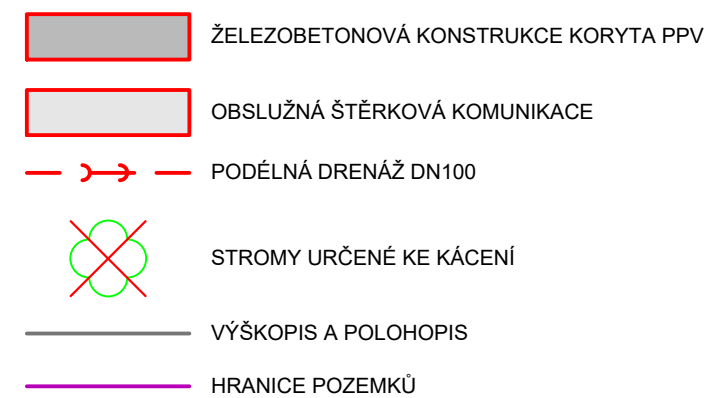 ŽELEZOBETONOVÁ KONSTRUKCE KORYTA PPV
OBSLUŽNÁ ŠTĚRKOVÁ KOMUNIKACE
PODÉLNÁ DRENÁŽ DN100
STROMY URČENÉ KE KÁCENÍ
VÝŠKOPIS A POLOHOPIS
HRANICE POZEMKŮ